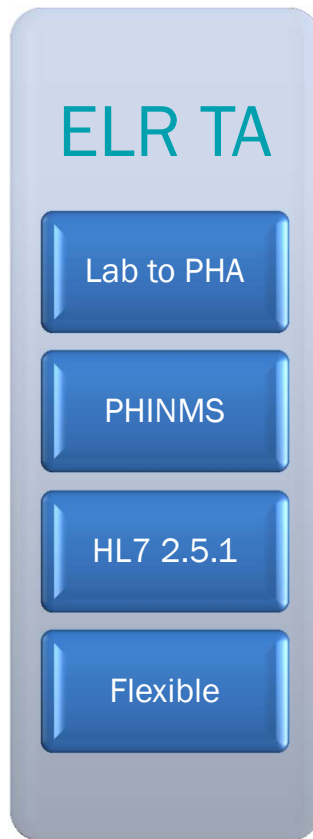 ELR TA
Lab to PHA
PHINMS
HL7 2.5.1
Flexible